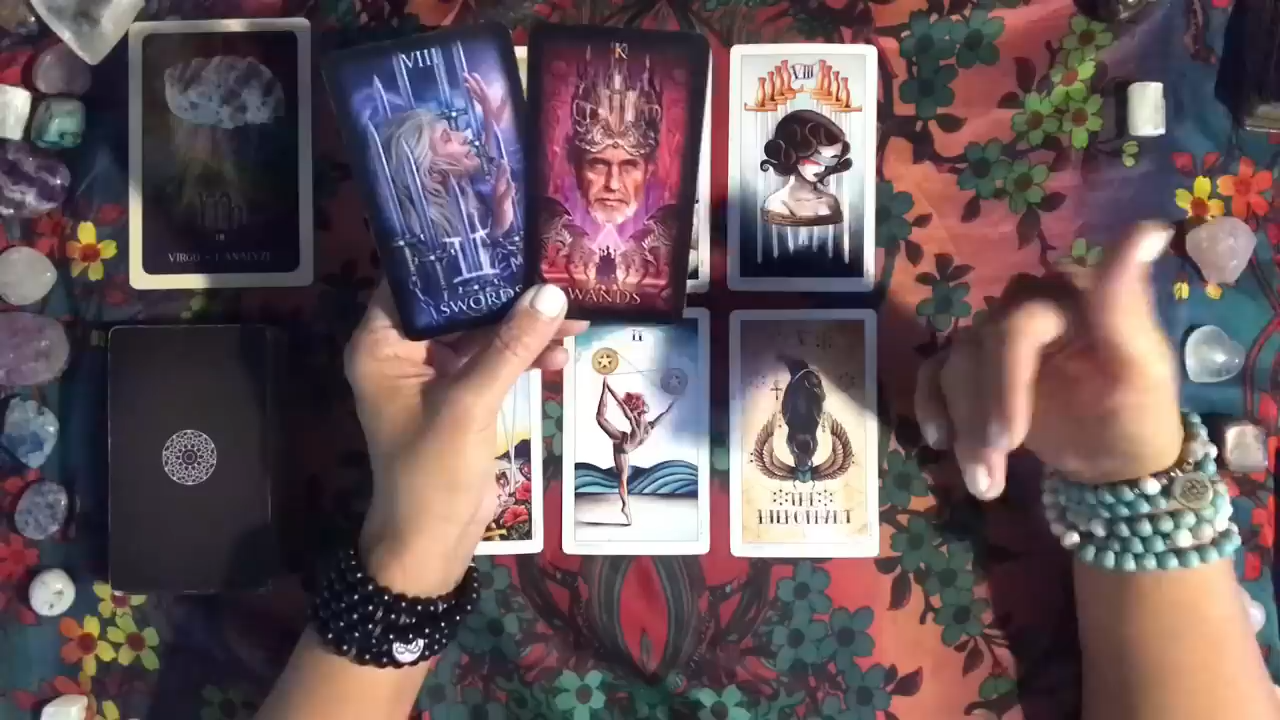 VIII
K
VIII
SWORDS
WANDS
VIRGO - I ANALYZE
II
THE
HIEROPHANT